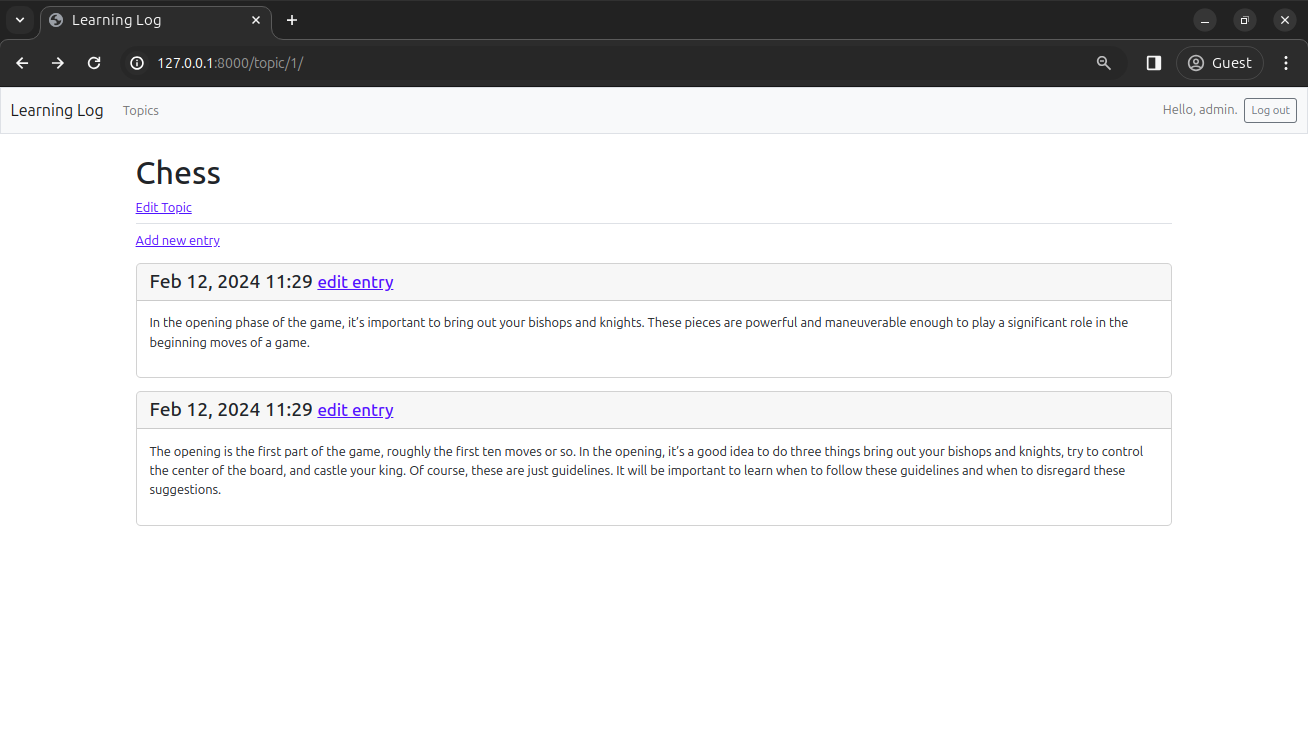 Learning Log
127.0.0.1:8000/topic/1/
Guest
Learning Log Topics Hello, admin. Log out
Chess
Edit Topic
Add new entry
Feb 12, 2024 11:29 edit entry
In the opening phase of the game, it’s important to bring out your bishops and knights. These pieces are powerful and maneuverable enough to play a significant role in the
beginning moves of a game.
Feb 12, 2024 11:29 edit entry
The opening is the first part of the game, roughly the first ten moves or so. In the opening, it’s a good idea to do three things bring out your bishops and knights, try to control
the center of the board, and castle your king. Of course, these are just guidelines. It will be important to learn when to follow these guidelines and when to disregard these
suggestions.